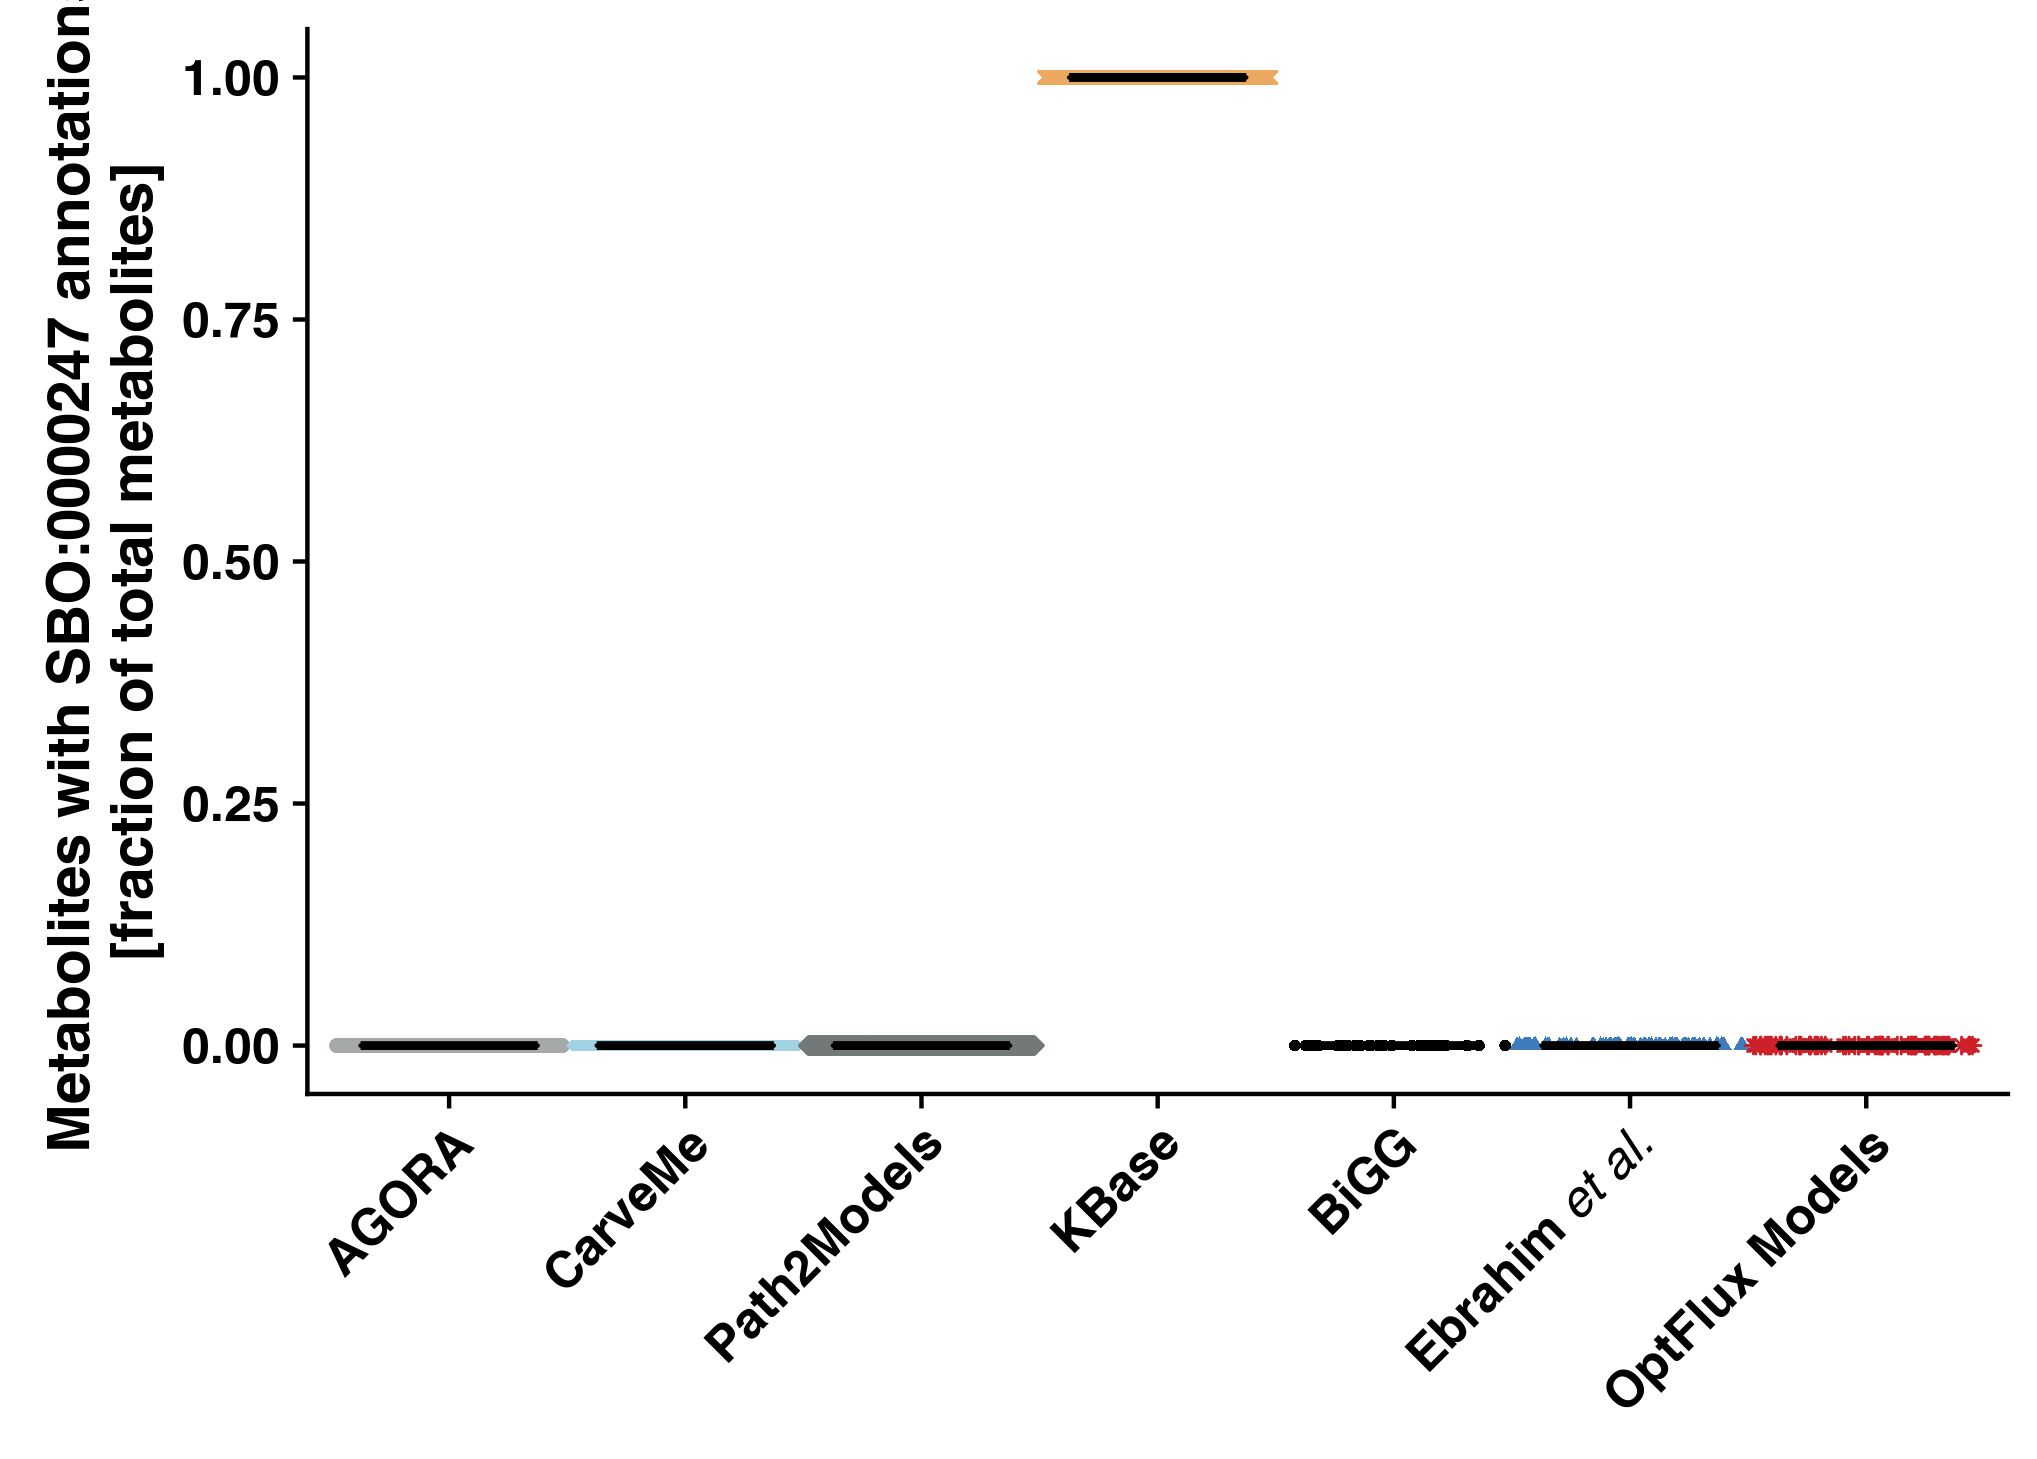 Metabolites with SBO:0000247 annotations
[fraction of total metabolites]
1.00
0.75
0.50
0.25
0.00
AGORA
CarveMe
Path2Models
KBase
BiGG
Ebrahim et al.
OptFlux Models